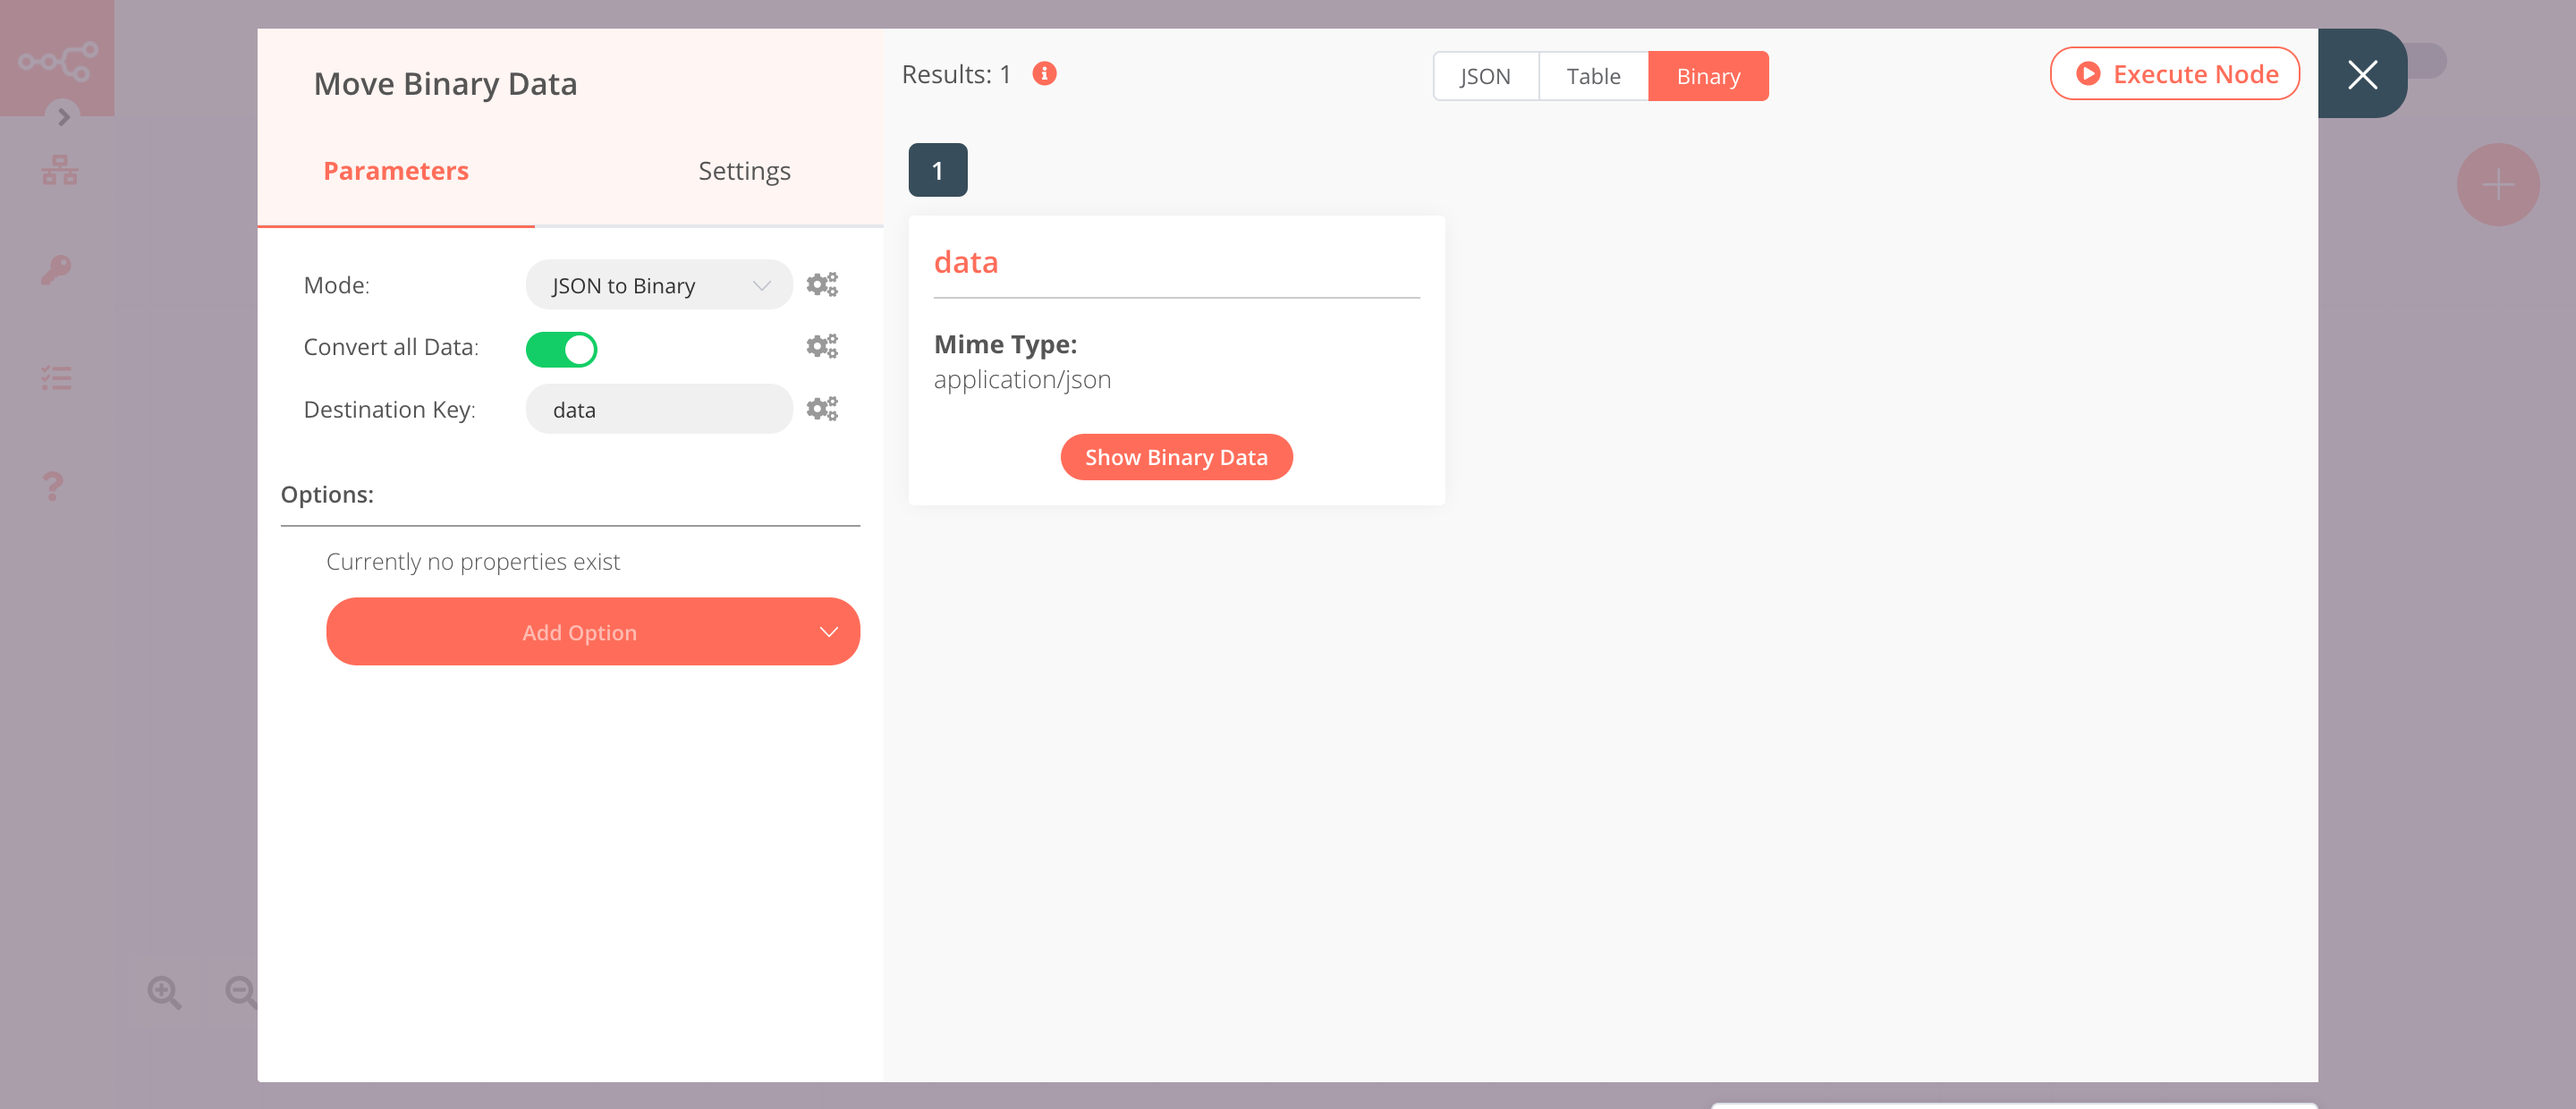 Move Binary Data
Parameters
Settings
Mode:
JSON to Binary
Convert all Data:
Destination Key:
data
Options:
Currently no properties exist
Add Option
Results: 1
JSON
Table
Binary
Execute Node
1
data
Mime Type:
application/json
Show Binary Data